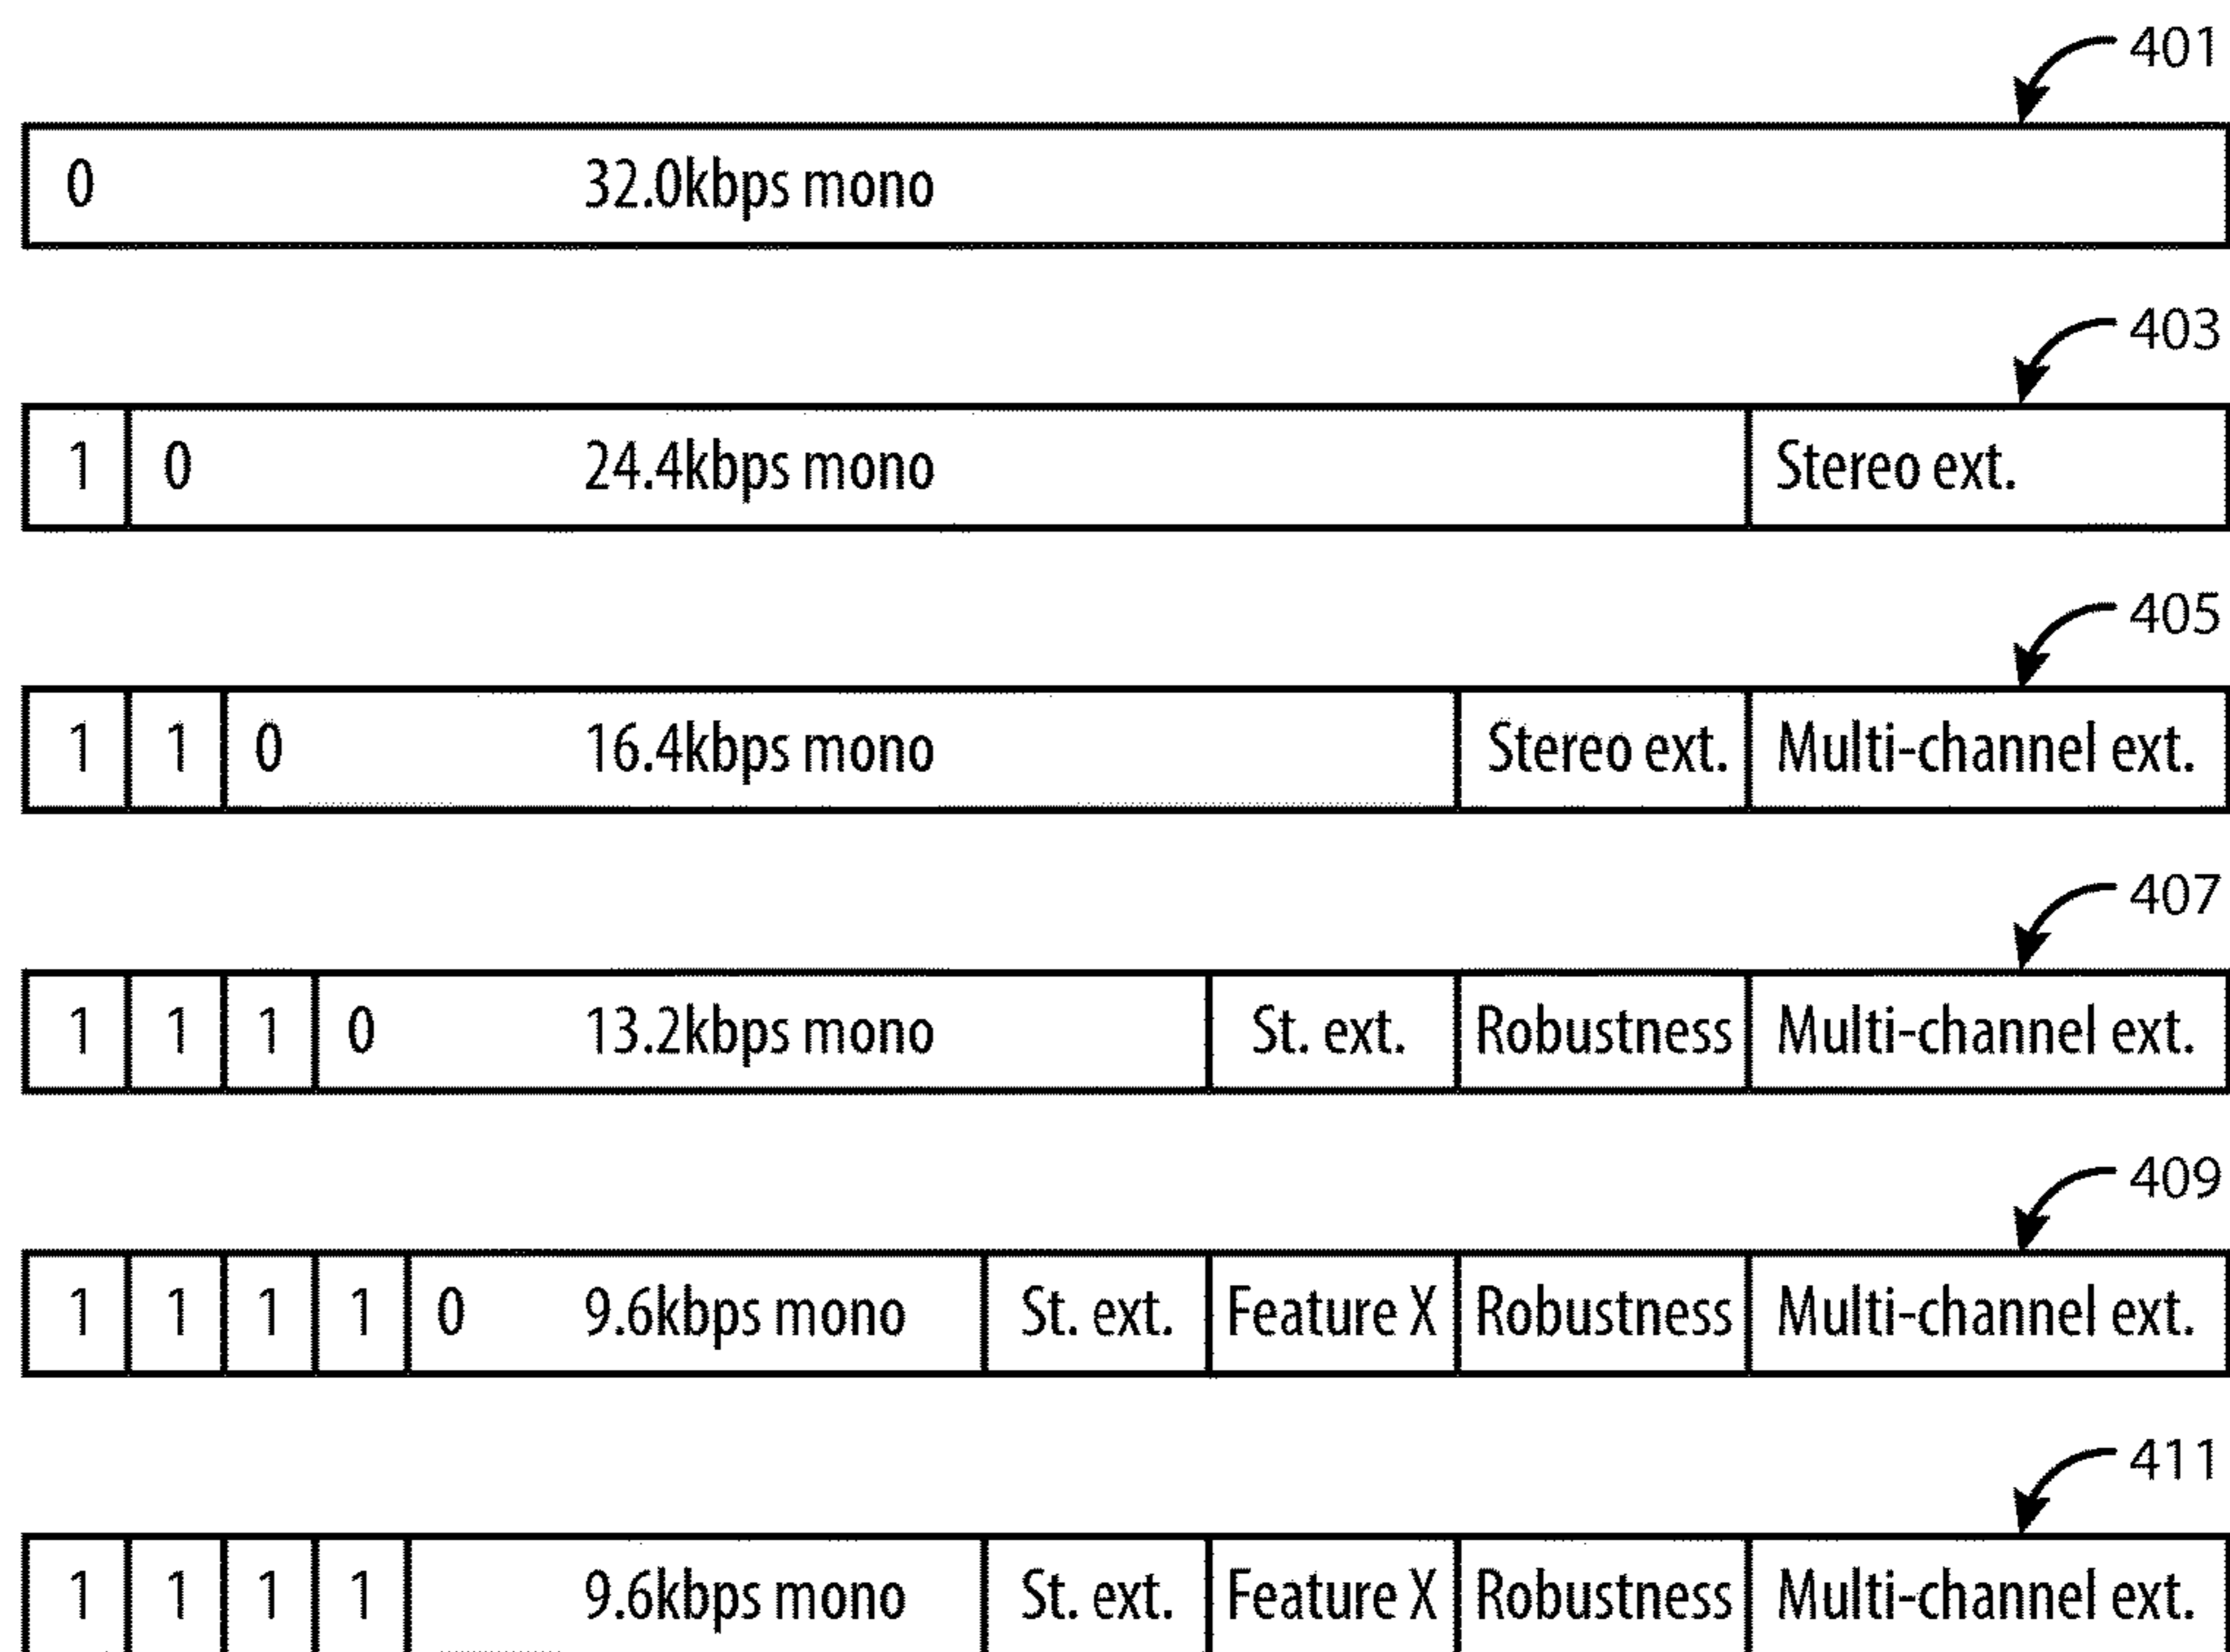 401
0 32.0kbps mono
403
1 0 24.4kbps mono Stereo ext.
405
1 1 0 16.4kbps mono Stereo ext. Multi-channel ext.
407
1 1 1 0 13.2kbps mono St. ext. Robustness Multi-channel ext.
409
1 1 1 1 0 9.6kbps mono St. ext. Feature X Robustness Multi-channel ext.
411
1 1 1 1 9.6kbps mono St. ext. Feature X Robustness Multi-channel ext.